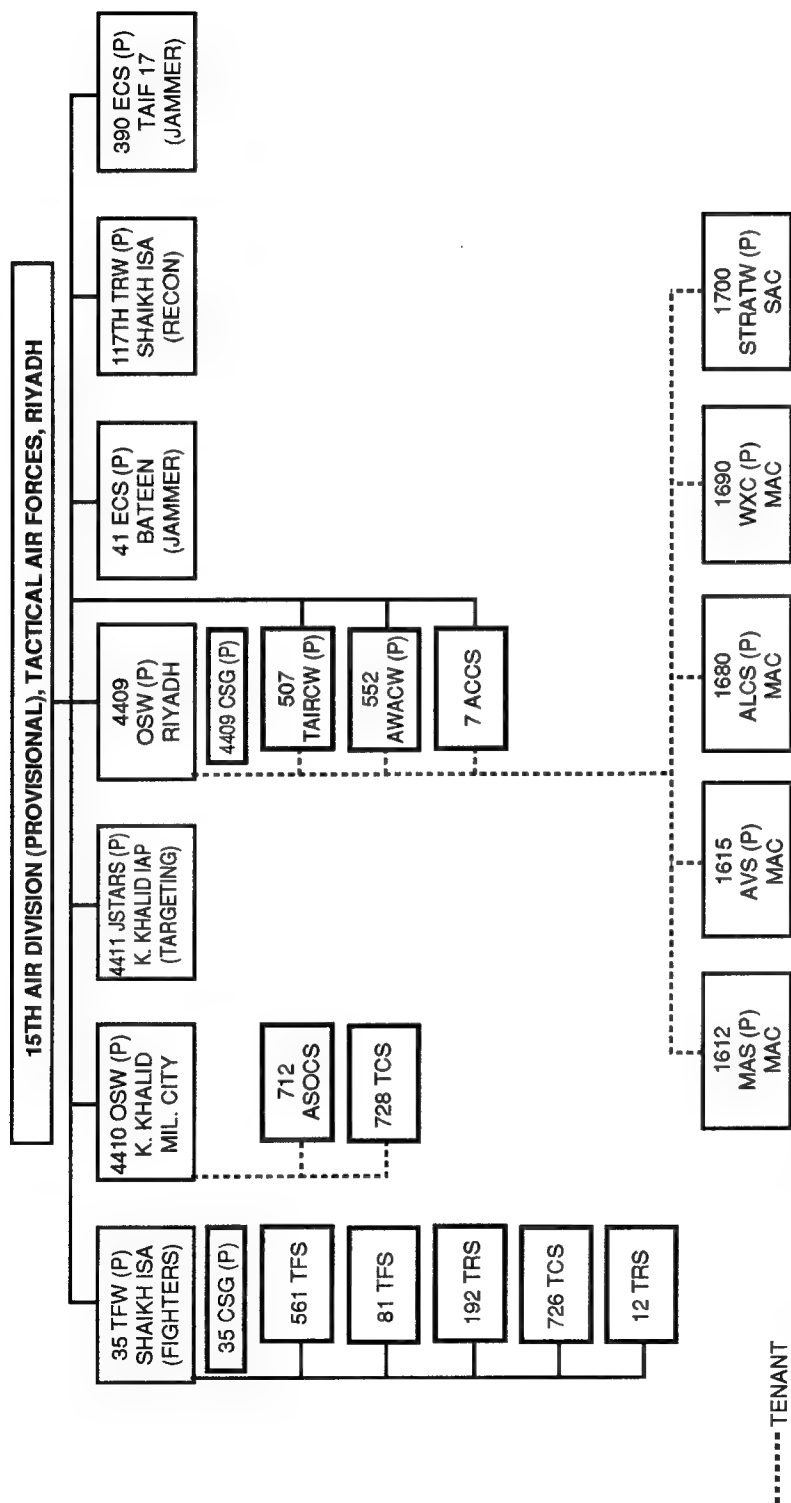 15TH AIR DIVISION (PROVISIONAL), TACTICAL AIR FORCES, RIYADH
35 TFW (P)
SHAIKH ISA
(FIGHTERS)
35 CSG (P)
561 TFS
81 TFS
192 TRS
726 TCS
12 TRS
4410 OSW (P)
K. KHALID
MIL. CITY
712
ASOCS
728 TCS
4411 JSTARS (P)
K. KHALID IAP
(TARGETING)
4409
OSW (P)
RIYADH
4409 CSG (P)
507
TAIRCW (P)
552
AWACW (P)
7 ACCS
41 ECS (P)
BATEEN
(JAMMER)
117TH TRW (P)
SHAIKH ISA
(RECON)
390 ECS (P)
TAIF 17
(JAMMER)
1612
MAS (P)
MAC
1615
AVS (P)
MAC
1680
ALCS (P)
MAC
1690
WXC (P)
MAC
1700
STRATW (P)
SAC
TENANT